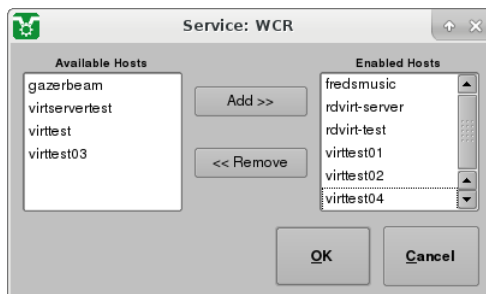 Service: WCR
Available Hosts
gazerbeam
virtservertest
virttest
virttest03
Add >>
<< Remove
Enabled Hosts
fredsmusic
rdvirt-server
rdvirt-test
virttest01
virttest02
virttest04
OK
Cancel